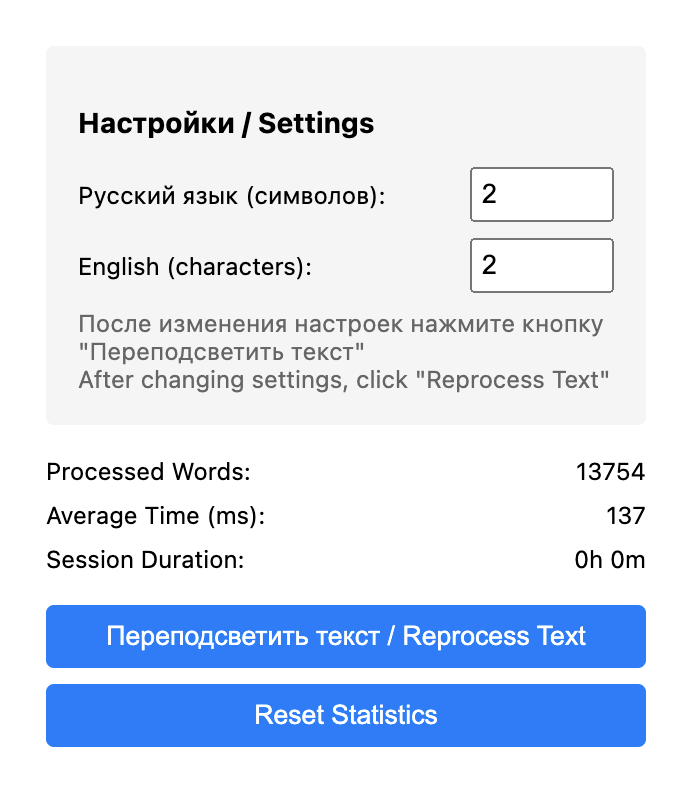 Настройки / Settings
Русский язык (символов): 2
English (characters): 2
После изменения настроек нажмите кнопку
"Переподсветить текст"
After changing settings, click "Reprocess Text"
Processed Words: 13754
Average Time (ms): 137
Session Duration: 0h 0m
Переподсветить текст / Reprocess Text
Reset Statistics